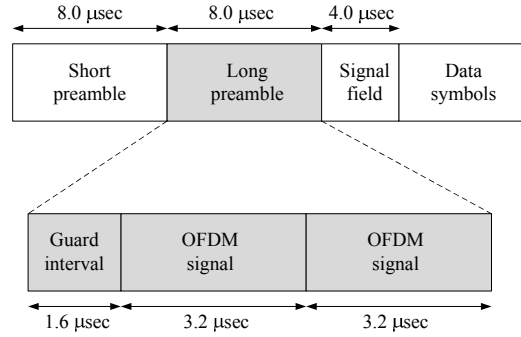 8.0 μsec 8.0 μsec 4.0 μsec
Short preamble
Long preamble
Signal field
Data symbols
Guard interval
OFDM signal
OFDM signal
1.6 μsec 3.2 μsec 3.2 μsec